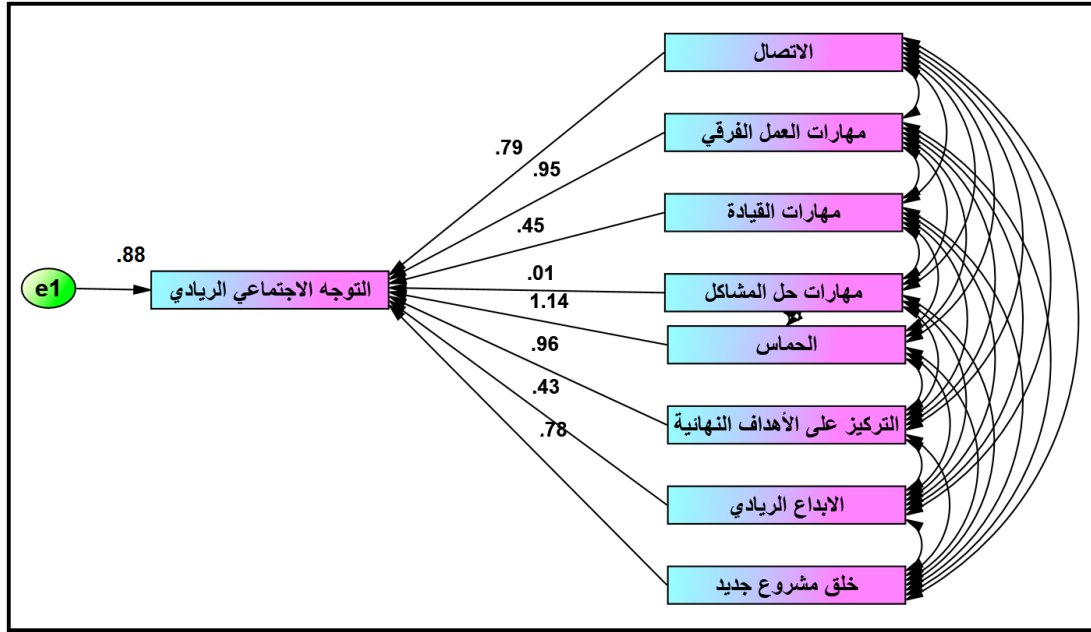 الاتصال
مهارات العمل الفرقي
.79
.95
مهارات القيادة
.45
.88
.01
e1
التوجه الاجتماعي الريادي
مهارات حل المشاكل
1.14
الحماس
.96
.43
التركيز على الأهداف النهائية
.78
الابداع الريادي
خلق مشروع جديد